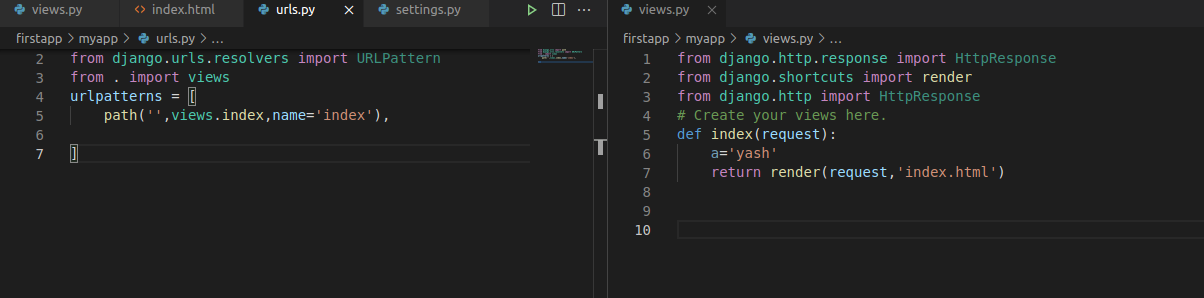 views.py index.html urls.py settings.py
firstapp > myapp > urls.py > ...
2 from django.urls.resolvers import URLPattern
3 from . import views
4 urlpatterns = [
5     path('',views.index,name='index'),
6
7 ]
views.py
firstapp > myapp > views.py > ...
1 from django.http.response import HttpResponse
2 from django.shortcuts import render
3 from django.http import HttpResponse
4 # Create your views here.
5 def index(request):
6     a='yash'
7     return render(request,'index.html')
8
9
10